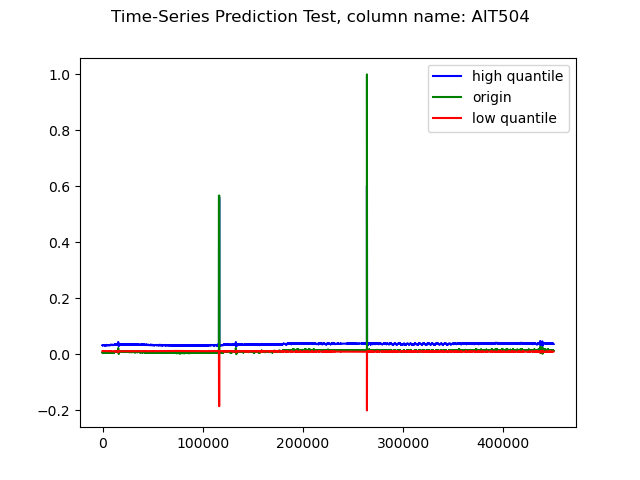 Time-Series Prediction Test, column name: AIT504
high quantile
origin
low quantile
1.0
0.8
0.6
0.4
0.2
0.0
−0.2
0 100000 200000 300000 400000